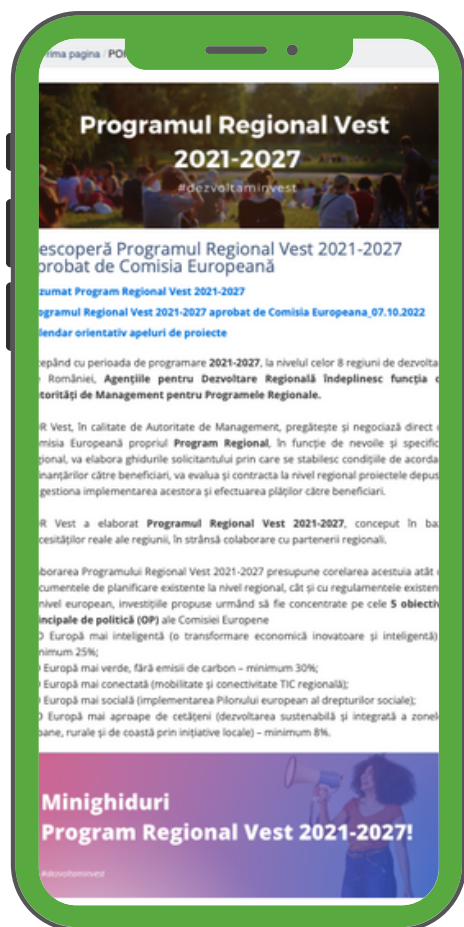 rima pagina / PO
Programul Regional Vest
2021-2027
#dezvoltaminvest
escoperă Programul Regional Vest 2021-2027
probat de Comisia Europeană
zumat Program Regional Vest 2021-2027
ogramul Regional Vest 2021-2027 aprobat de Comisia Europeana_07.10.2022
lendar orientativ apeluri de proiecte
epând cu perioada de programare 2021-2027, la nivelul celor 8 regiuni de dezvolta
României, Agențiile pentru Dezvoltare Regională îndeplinesc funcția
torități de Management pentru Programele Regionale.
R Vest, în calitate de Autoritate de Management, pregătește și negociază direct
misia Europeană propriul Program Regional, în funcție de nevoile și specific
gional, va elabora ghidurile solicitantului prin care se stabilesc condițiile de acorda
inanțărilor către beneficiari, va evalua și contracta la nivel regional proiectele depus
gestiona implementarea acestora și efectuarea plăților către beneficiari.
R Vest a elaborat Programul Regional Vest 2021-2027, conceput în ba
cesităților reale ale regiunii, în strânsă colaborare cu partenerii regionali.
borarea Programului Regional Vest 2021-2027 presupune corelarea acestuia atât
cumentele de planificare existente la nivel regional, cât și cu regulamentele existen
nivel european, investițiile propuse urmând să fie concentrate pe cele 5 obiectiv
incipale de politică (OP) ale Comisiei Europene
O Europă mai inteligentă (o transformare economică inovatoare și inteligentă)
nimum 25%;
O Europă mai verde, fără emisii de carbon – minimum 30%;
O Europă mai conectată (mobilitate și conectivitate TIC regională);
O Europă mai socială (implementarea Pilonului european al drepturilor sociale);
O Europă mai aproape de cetățeni (dezvoltarea sustenabilă și integrată a zonel
bane, rurale și de coastă prin inițiative locale) – minimum 8%.
Minighiduri
Program Regional Vest 2021-2027!
#dezvoltaminvest